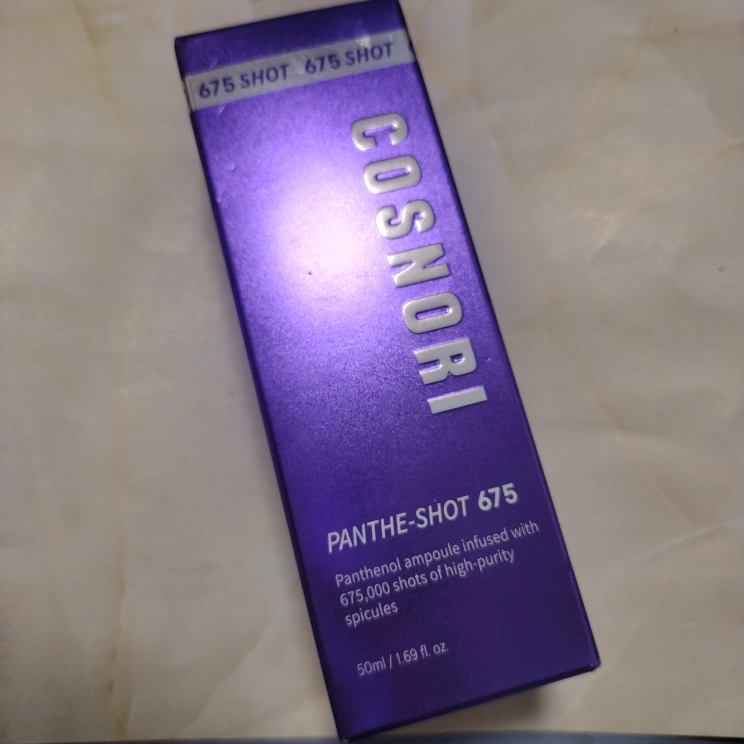 675 SHOT 675 SHOT
COSNORI
PANTHE-SHOT 675
Panthenol ampoule infused with
675,000 shots of high-purity
spicules
50ml / 1.69 fl. oz.